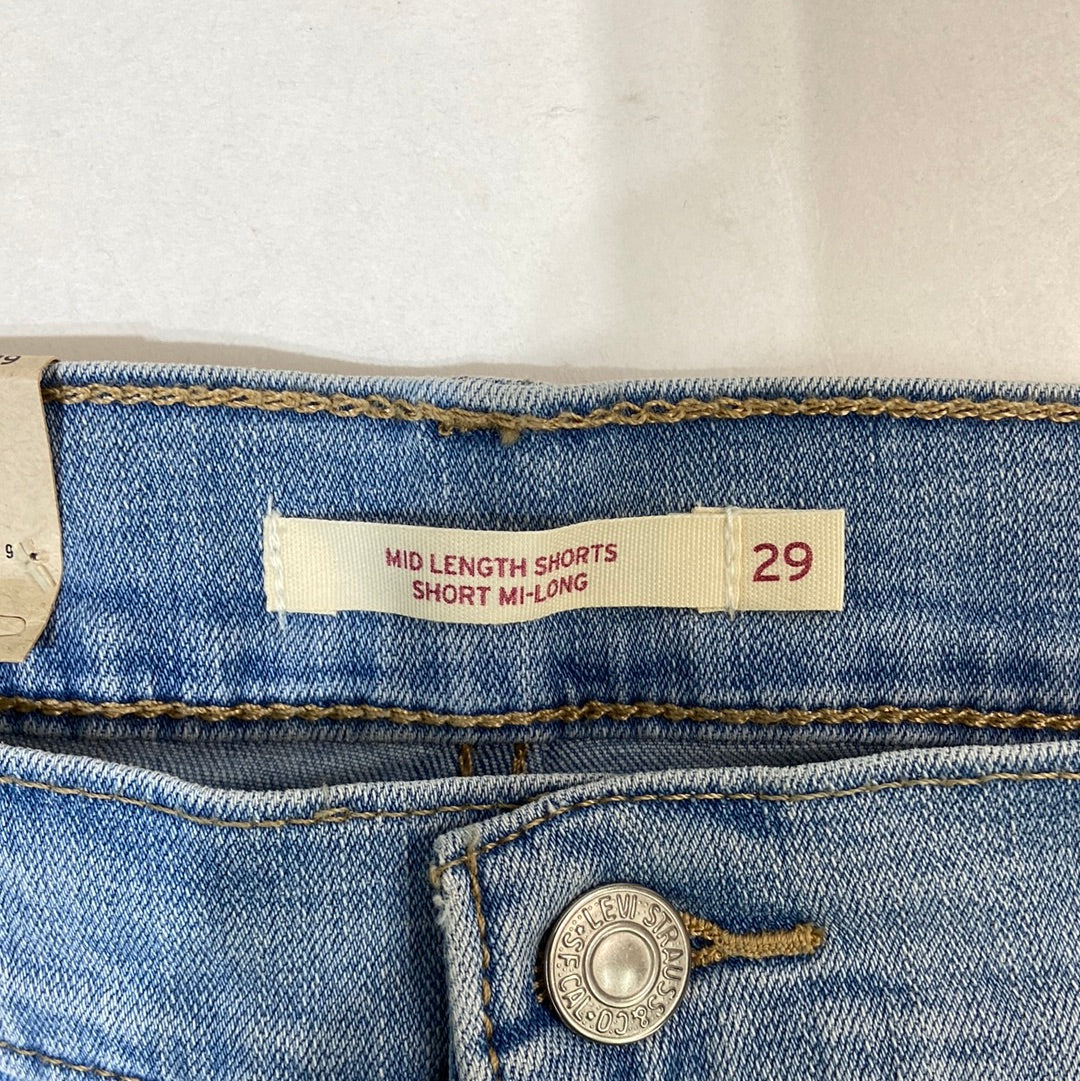 MID LENGTH SHORTS
SHORT MI-LONG
29
LEVI STRAUSS & CO
S.F. CAL